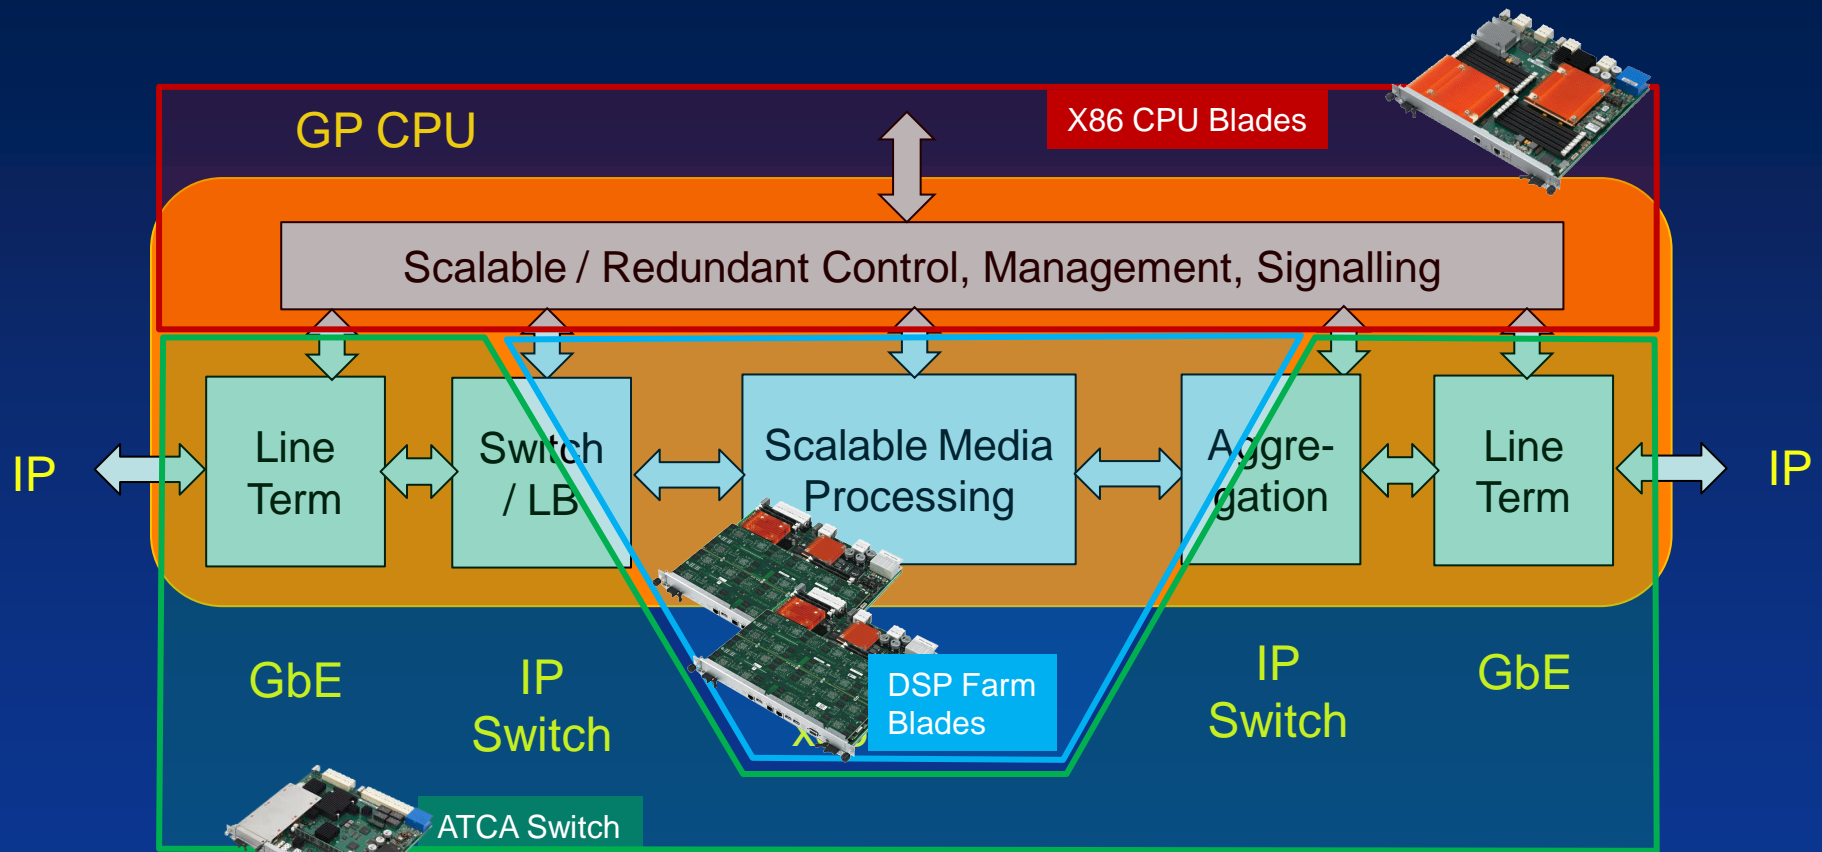 GP CPU
X86 CPU Blades
Scalable / Redundant Control, Management, Signalling
IP
Line
Term
Switch
/ LB
Scalable Media
Processing
Aggre-
gation
Line
Term
IP
GbE
IP
Switch
DSP Farm
Blades
IP
Switch
GbE
ATCA Switch